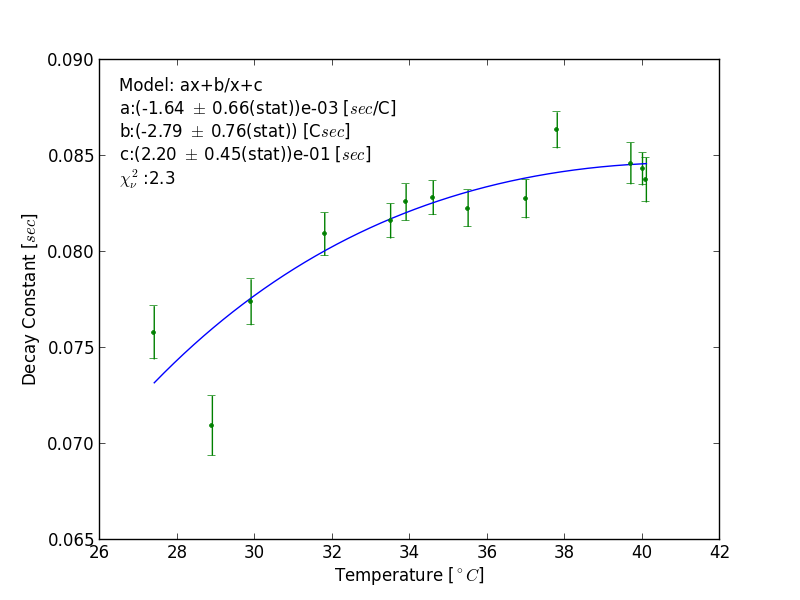 0.090
Model: ax+b/x+c
a:(-1.64 ± 0.66(stat))e-03 [sec/C]
b:(-2.79 ± 0.76(stat)) [Csec]
c:(2.20 ± 0.45(stat))e-01 [sec]
χ²ᵥ :2.3
0.085
0.080
0.075
0.070
0.065
Decay Constant [sec]
26 28 30 32 34 36 38 40 42
Temperature [°C]